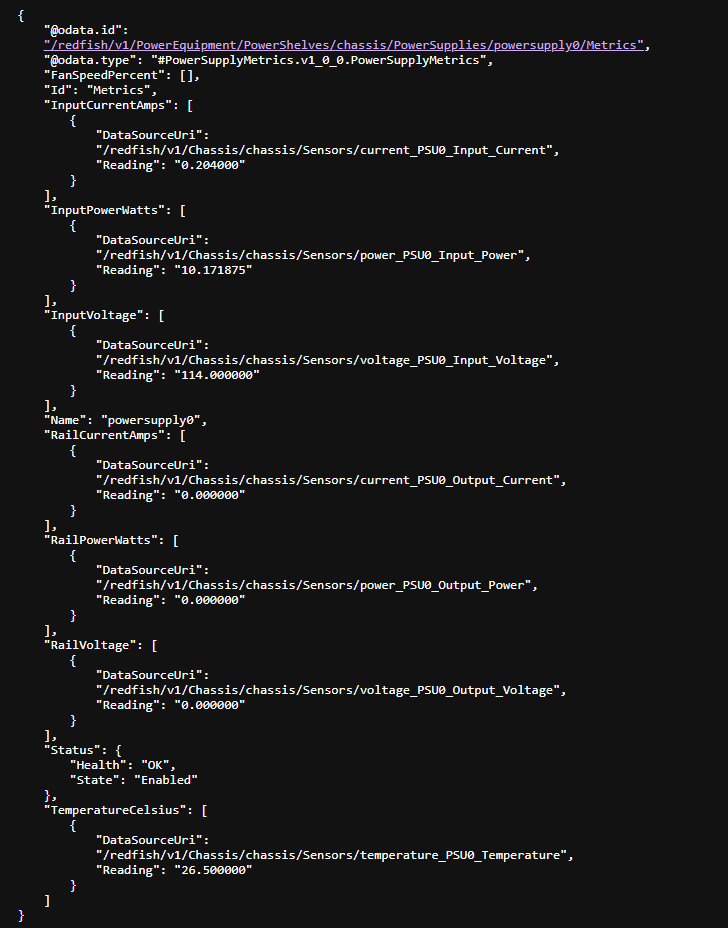 {
"@odata.id":
"/redfish/v1/PowerEquipment/PowerShelves/chassis/PowerSupplies/powersupply0/Metrics",
"@odata.type": "#PowerSupplyMetrics.v1_0_0.PowerSupplyMetrics",
"FanSpeedPercent": [],
"Id": "Metrics",
"InputCurrentAmps": [
{
"DataSourceUri":
"/redfish/v1/Chassis/chassis/Sensors/current_PSU0_Input_Current",
"Reading": "0.204000"
}
],
"InputPowerWatts": [
{
"DataSourceUri":
"/redfish/v1/Chassis/chassis/Sensors/power_PSU0_Input_Power",
"Reading": "10.171875"
}
],
"InputVoltage": [
{
"DataSourceUri":
"/redfish/v1/Chassis/chassis/Sensors/voltage_PSU0_Input_Voltage",
"Reading": "114.000000"
}
],
"Name": "powersupply0",
"RailCurrentAmps": [
{
"DataSourceUri":
"/redfish/v1/Chassis/chassis/Sensors/current_PSU0_Output_Current",
"Reading": "0.000000"
}
],
"RailPowerWatts": [
{
"DataSourceUri":
"/redfish/v1/Chassis/chassis/Sensors/power_PSU0_Output_Power",
"Reading": "0.000000"
}
],
"RailVoltage": [
{
"DataSourceUri":
"/redfish/v1/Chassis/chassis/Sensors/voltage_PSU0_Output_Voltage",
"Reading": "0.000000"
}
],
"Status": {
"Health": "OK",
"State": "Enabled"
},
"TemperatureCelsius": [
{
"DataSourceUri":
"/redfish/v1/Chassis/chassis/Sensors/temperature_PSU0_Temperature",
"Reading": "26.500000"
}
]
}